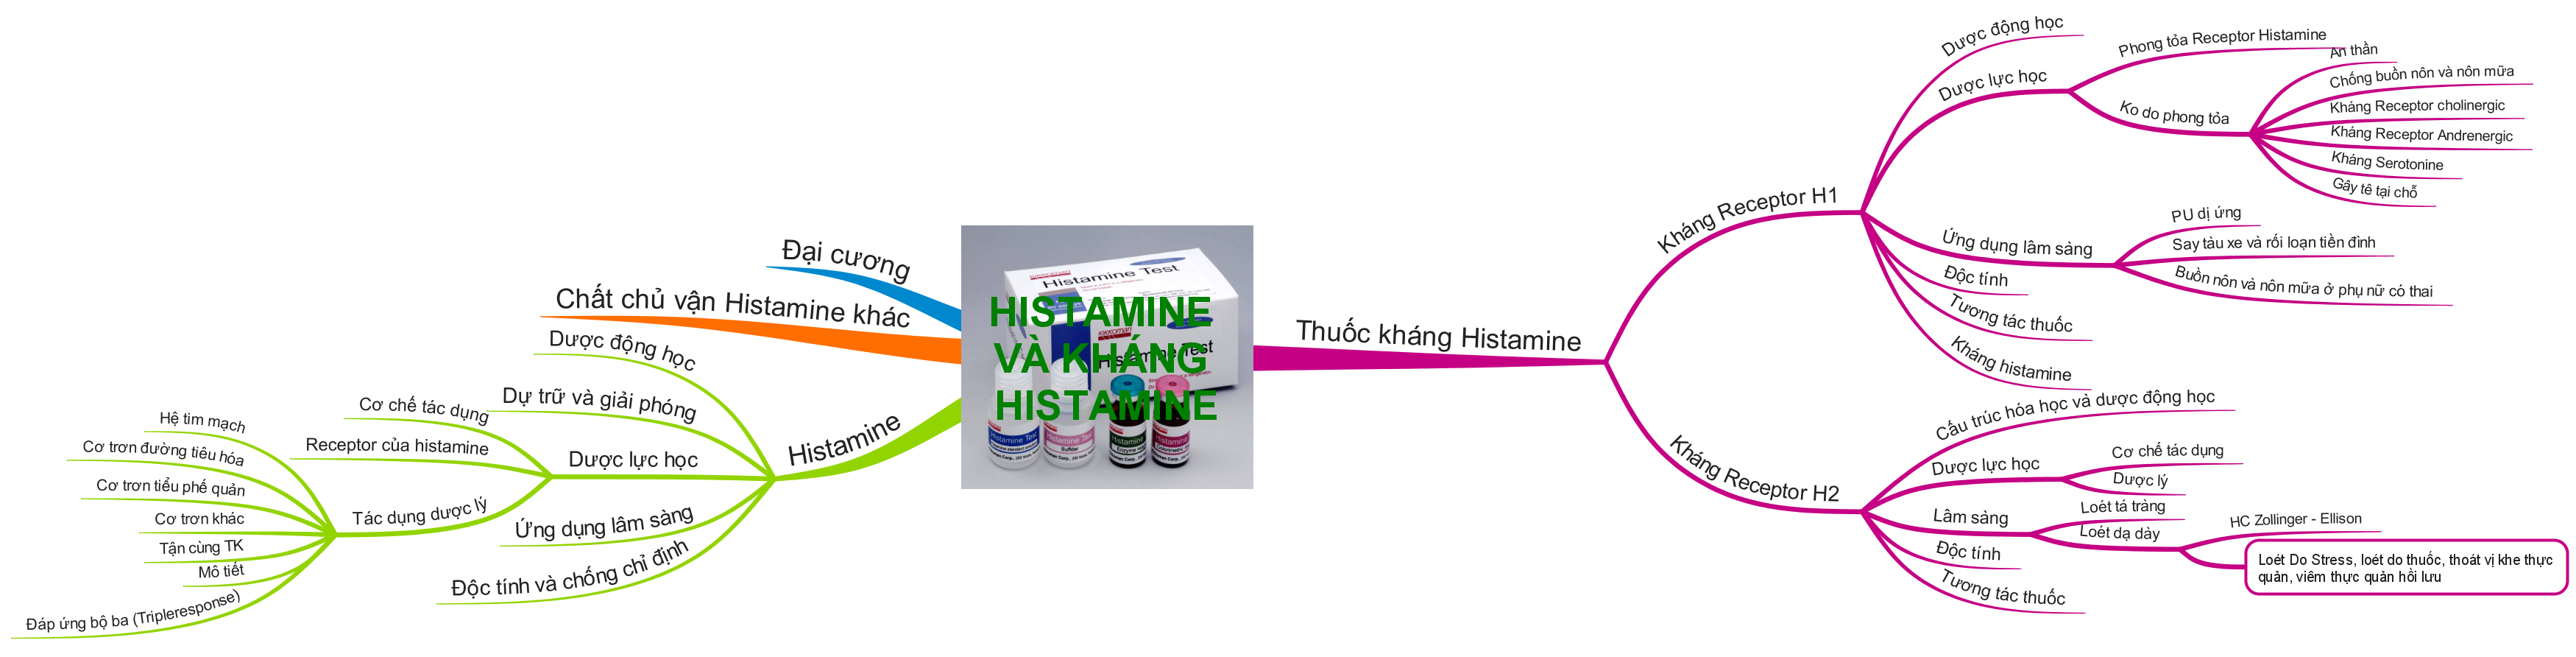 HISTAMINE
VÀ KHÁNG
HISTAMINE
Histamine Test
Histamine Test
Histamine Test
Histamine Test
Buffer
Histamine
Histamine
Đại cương
Chất chủ vận Histamine khác
Histamine
Dược động học
Dự trữ và giải phóng
Dược lực học
Cơ chế tác dụng
Receptor của histamine
Tác dụng dược lý
Hệ tim mạch
Cơ trơn đường tiêu hóa
Cơ trơn tiểu phế quản
Cơ trơn khác
Tận cùng TK
Mô tiết
Đáp ứng bộ ba (Tripleresponse)
Ứng dụng lâm sàng
Độc tính và chống chỉ định
Thuốc kháng Histamine
Kháng Receptor H1
Dược động học
Dược lực học
Phong tỏa Receptor Histamine
Ko do phong tỏa
An thần
Chống buồn nôn và nôn mữa
Kháng Receptor cholinergic
Kháng Receptor Andrenergic
Kháng Serotonine
Gây tê tại chỗ
Ứng dụng lâm sàng
PU dị ứng
Say tàu xe và rối loạn tiền đình
Buồn nôn và nôn mữa ở phụ nữ có thai
Độc tính
Tương tác thuốc
Kháng histamine
Kháng Receptor H2
Cấu trúc hóa học và dược động học
Dược lực học
Cơ chế tác dụng
Dược lý
Lâm sàng
Loét tá tràng
Loét dạ dày
HC Zollinger - Ellison
Loét Do Stress, loét do thuốc, thoát vị khe thực
quản, viêm thực quản hồi lưu
Độc tính
Tương tác thuốc